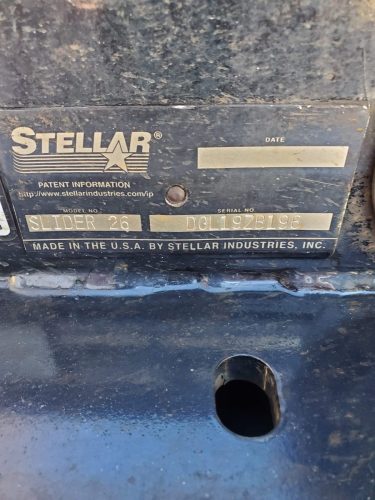 STELLAR®
DATE
PATENT INFORMATION
http://www.stellarindustries.com/ip
MODEL NO
SERIAL NO
SLIDER 26
MADE IN THE U.S.A. BY STELLAR INDUSTRIES, INC.